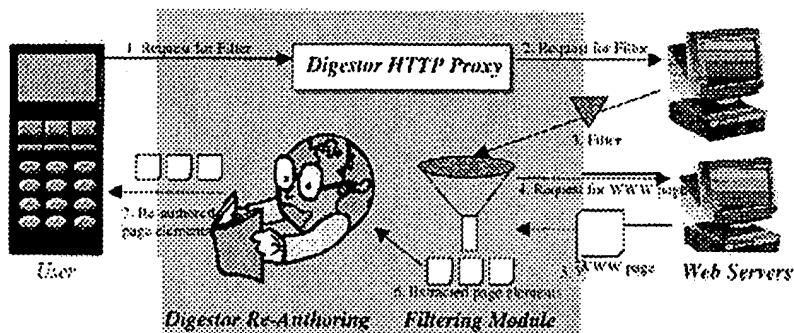 1. Request for Filter
Digestor HTTP Proxy
2. Request for Filter
3. Filter
4. Request for WWW page
5. WWW page
6. Extracted page elements
7. Re-authored
page elements
User
Digestor Re-Authoring
Filtering Module
Web Servers